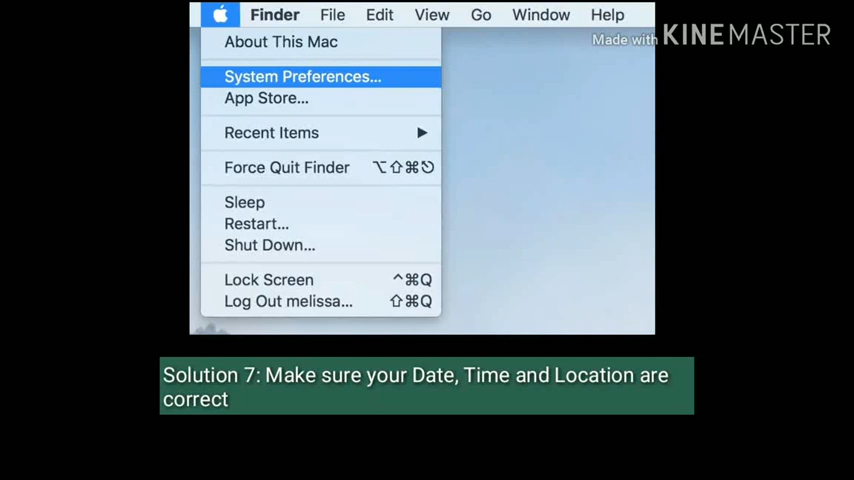 Finder File Edit View Go Window Help
Made with KINEMASTER
About This Mac
System Preferences...
App Store...
Recent Items ▶
Force Quit Finder ⌥⇧⌘⎋
Sleep
Restart...
Shut Down...
Lock Screen ^⌘Q
Log Out melissa... ⇧⌘Q
Solution 7: Make sure your Date, Time and Location are
correct